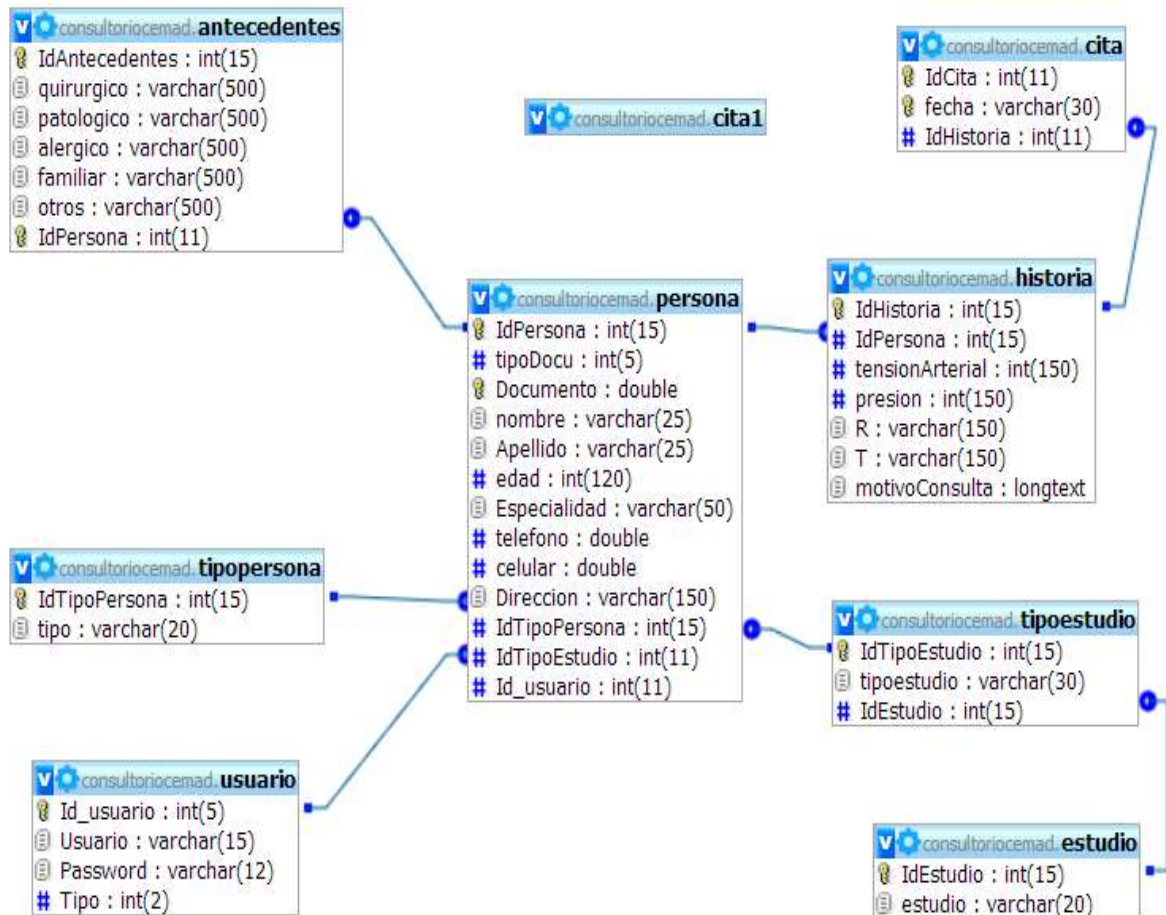 consultoriocemad. antecedentes
IdAntecedentes : int(15)
quirurgico : varchar(500)
patologico : varchar(500)
alergico : varchar(500)
familiar : varchar(500)
otros : varchar(500)
IdPersona : int(11)
consultoriocemad. cita1
consultoriocemad. cita
IdCita : int(11)
fecha : varchar(30)
# IdHistoria : int(11)
consultoriocemad. persona
IdPersona : int(15)
# tipoDocu : int(5)
Documento : double
nombre : varchar(25)
Apellido : varchar(25)
# edad : int(120)
Especialidad : varchar(50)
# telefono : double
# celular : double
Direccion : varchar(150)
# IdTipoPersona : int(15)
# IdTipoEstudio : int(11)
# Id_usuario : int(11)
consultoriocemad. historia
IdHistoria : int(15)
# IdPersona : int(15)
# tensionArterial : int(150)
# presion : int(150)
R : varchar(150)
T : varchar(150)
motivoConsulta : longtext
consultoriocemad. tipopersona
IdTipoPersona : int(15)
tipo : varchar(20)
consultoriocemad. tipoestudio
IdTipoEstudio : int(15)
tipoestudio : varchar(30)
# IdEstudio : int(15)
consultoriocemad. usuario
Id_usuario : int(5)
Usuario : varchar(15)
Password : varchar(12)
# Tipo : int(2)
consultoriocemad. estudio
IdEstudio : int(15)
estudio : varchar(20)